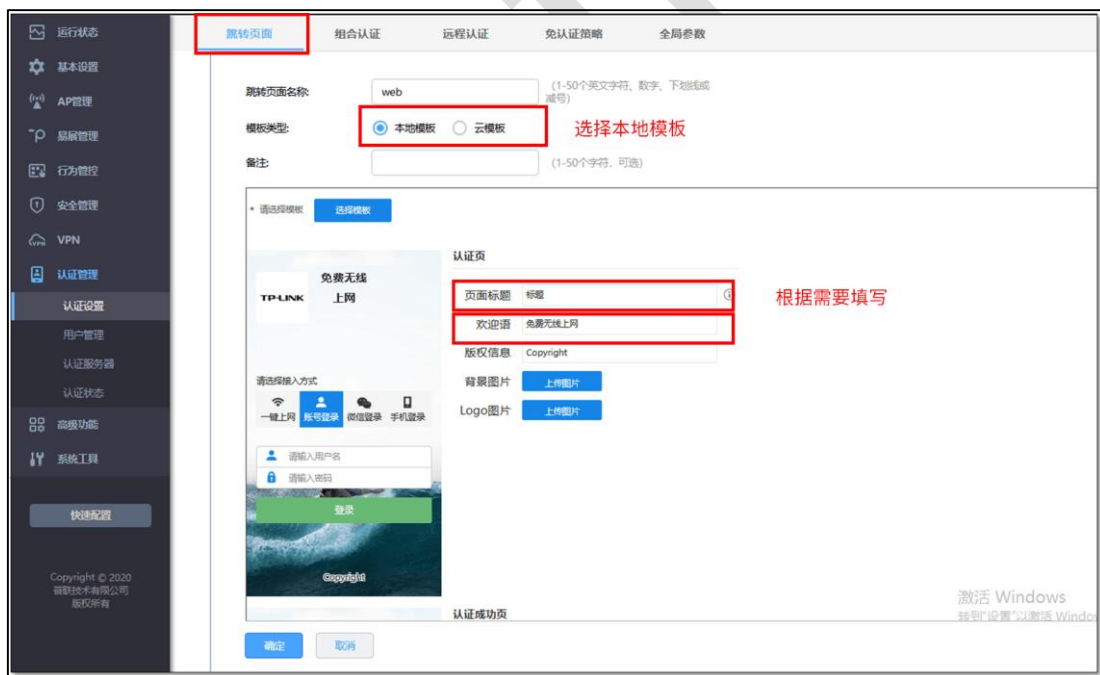 运行状态
基本设置
AP管理
易展管理
行为管控
安全管理
VPN
认证管理
认证设置
用户管理
认证服务器
认证状态
高级功能
系统工具
快速配置
Copyright © 2020
普联技术有限公司
版权所有
跳转页面 组合认证 远程认证 免认证策略 全局参数
跳转页面名称: web (1-50个英文字符、数字、下划线或
减号)
模板类型: 本地模板 云模板 选择本地模板
备注: (1-50个字符，可选)
* 请选择模板 选择模板
免费无线
上网
TP-LINK
请选择接入方式
一键上网 账号登录 微信登录 手机登录
请输入用户名
请输入密码
登录
Copyright
认证页
页面标题 标题 根据需要填写
欢迎语 免费无线上网
版权信息 Copyright
背景图片 上传图片
Logo图片 上传图片
认证成功页
确定 取消
激活 Windows
转到"设置"以激活 Windo